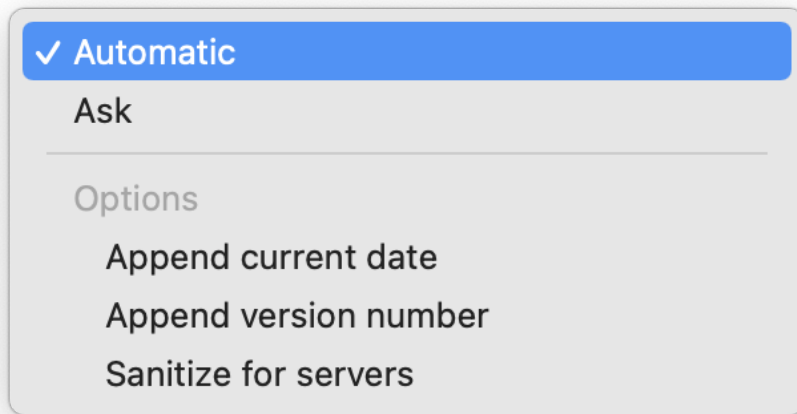 Automatic
Ask
Options
Append current date
Append version number
Sanitize for servers